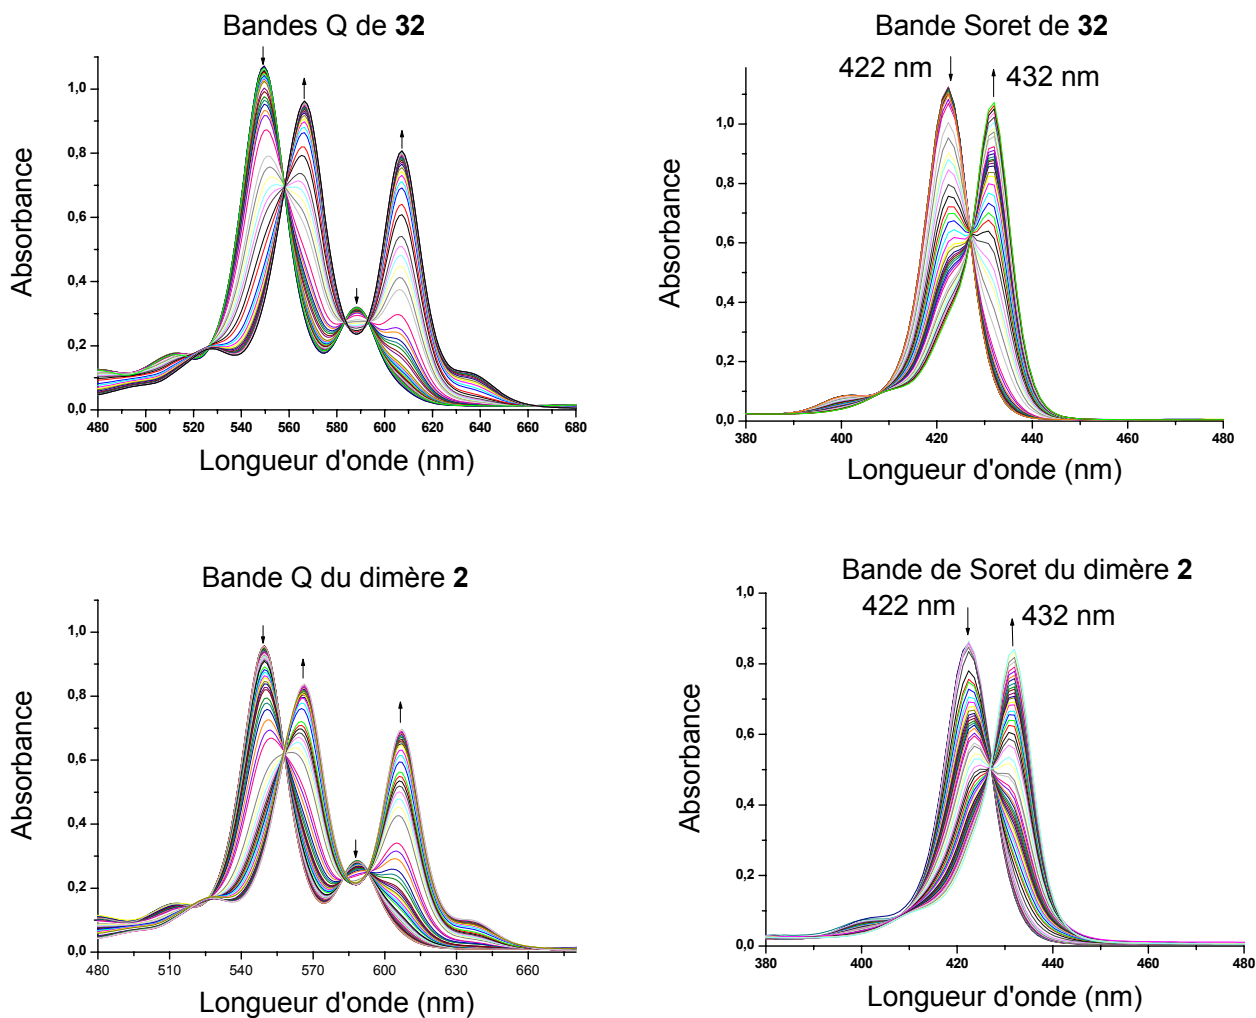 Bandes Q de 32
Absorbance
1,0
0,8
0,6
0,4
0,2
0,0
480 500 520 540 560 580 600 620 640 660 680
Longueur d'onde (nm)
Bande Soret de 32
422 nm
432 nm
Absorbance
1,0
0,8
0,6
0,4
0,2
0,0
380 400 420 440 460 480
Longueur d'onde (nm)
Bande Q du dimère 2
Absorbance
1,0
0,8
0,6
0,4
0,2
0,0
480 510 540 570 600 630 660
Longueur d'onde (nm)
Bande de Soret du dimère 2
422 nm
432 nm
Absorbance
1,0
0,8
0,6
0,4
0,2
0,0
380 400 420 440 460 480
Longueur d'onde (nm)